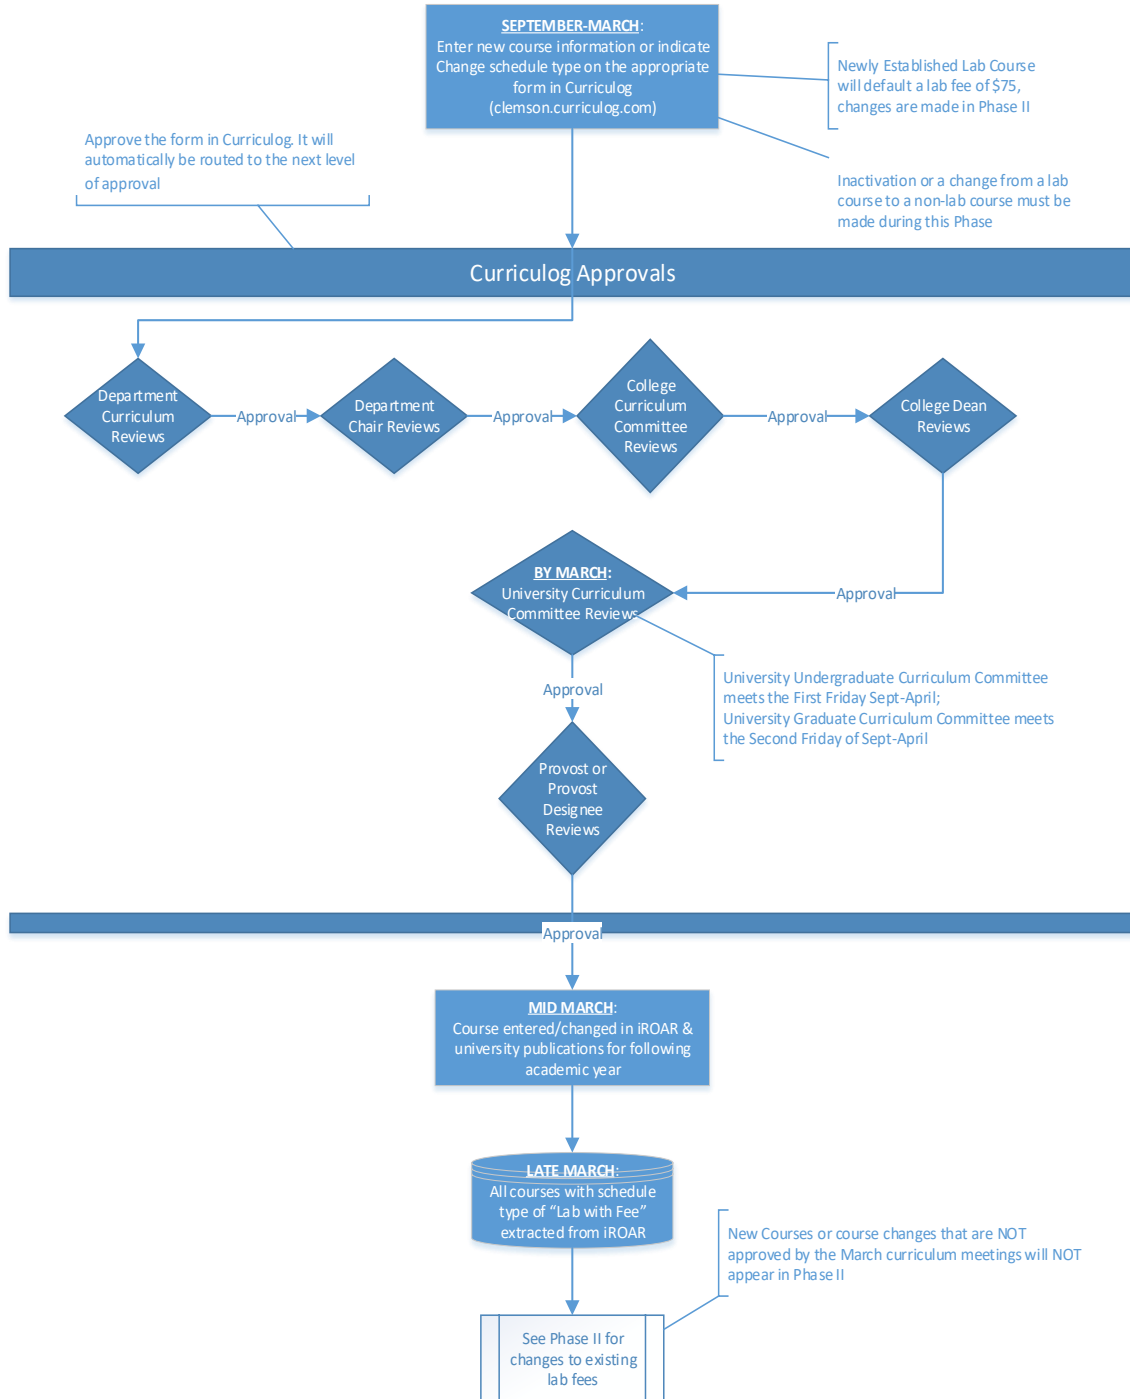 SEPTEMBER-MARCH:
Enter new course information or indicate
Change schedule type on the appropriate
form in Curriculog
(clemson.curriculog.com)
Newly Established Lab Course
will default a lab fee of $75,
changes are made in Phase II
Approve the form in Curriculog. It will
automatically be routed to the next level
of approval
Inactivation or a change from a lab
course to a non-lab course must be
made during this Phase
Curriculog Approvals
Department
Curriculum
Reviews
Approval
Department
Chair Reviews
Approval
College
Curriculum
Committee
Reviews
Approval
College Dean
Reviews
BY MARCH:
University Curriculum
Committee Reviews
Approval
University Undergraduate Curriculum Committee
meets the First Friday Sept-April;
University Graduate Curriculum Committee meets
the Second Friday of Sept-April
Approval
Provost or
Provost
Designee
Reviews
Approval
MID MARCH:
Course entered/changed in iROAR &
university publications for following
academic year
LATE MARCH:
All courses with schedule
type of “Lab with Fee”
extracted from iROAR
New Courses or course changes that are NOT
approved by the March curriculum meetings will NOT
appear in Phase II
See Phase II for
changes to existing
lab fees